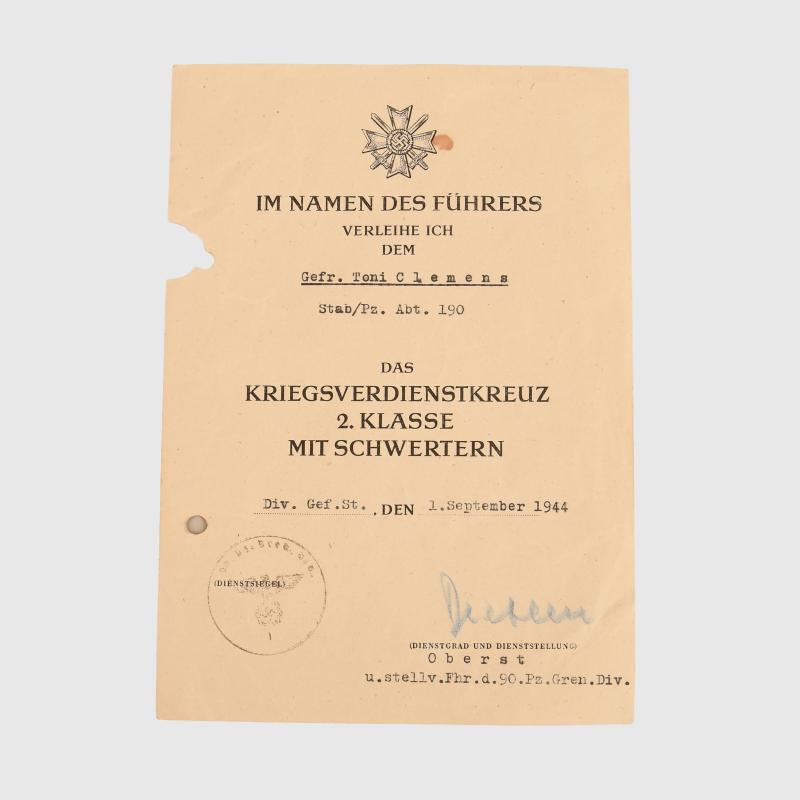 IM NAMEN DES FÜHRERS
VERLEIHE ICH
DEM
Gefr. Toni Clemens
Stab/Pz. Abt. 190
DAS
KRIEGSVERDIENSTKREUZ
2. KLASSE
MIT SCHWERTERN
Div. Gef.St. , DEN 1.September 1944
(DIENSTSIEGEL)
(DIENSTGRAD UND DIENSTSTELLUNG)
Oberst
u.stellv.Fhr.d.90.Pz.Gren.Div.